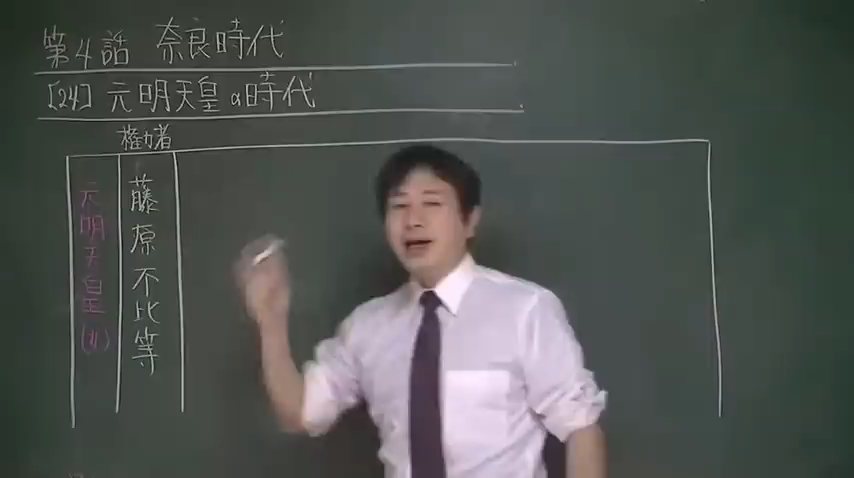 第4話 奈良時代
[24] 元明天皇の時代
権力者
元明天皇(4)
藤原不比等